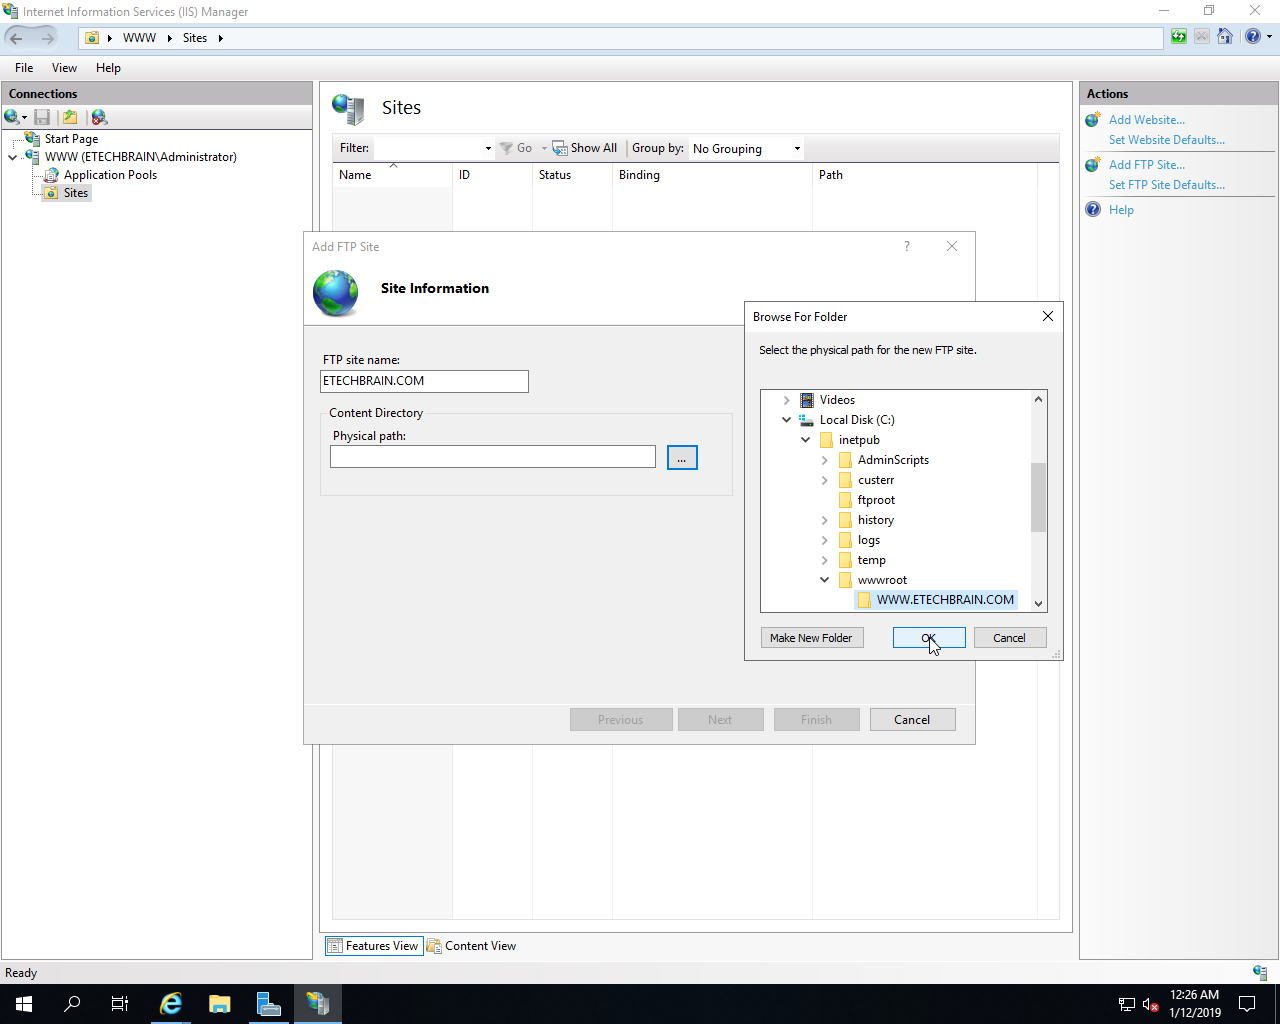 Internet Information Services (IIS) Manager
WWW Sites
File View Help
Connections
Start Page
WWW (ETECHBRAIN\Administrator)
Application Pools
Sites
Sites
Filter: Go Show All Group by: No Grouping
Name ID Status Binding Path
Add FTP Site ?
Site Information
FTP site name:
ETECHBRAIN.COM
Content Directory
Physical path:
...
Previous Next Finish Cancel
Browse For Folder
Select the physical path for the new FTP site.
Videos
Local Disk (C:)
inetpub
AdminScripts
custerr
ftproot
history
logs
temp
wwwroot
WWW.ETECHBRAIN.COM
Make New Folder OK Cancel
Actions
Add Website...
Set Website Defaults...
Add FTP Site...
Set FTP Site Defaults...
Help
Features View Content View
Ready
12:26 AM
1/12/2019